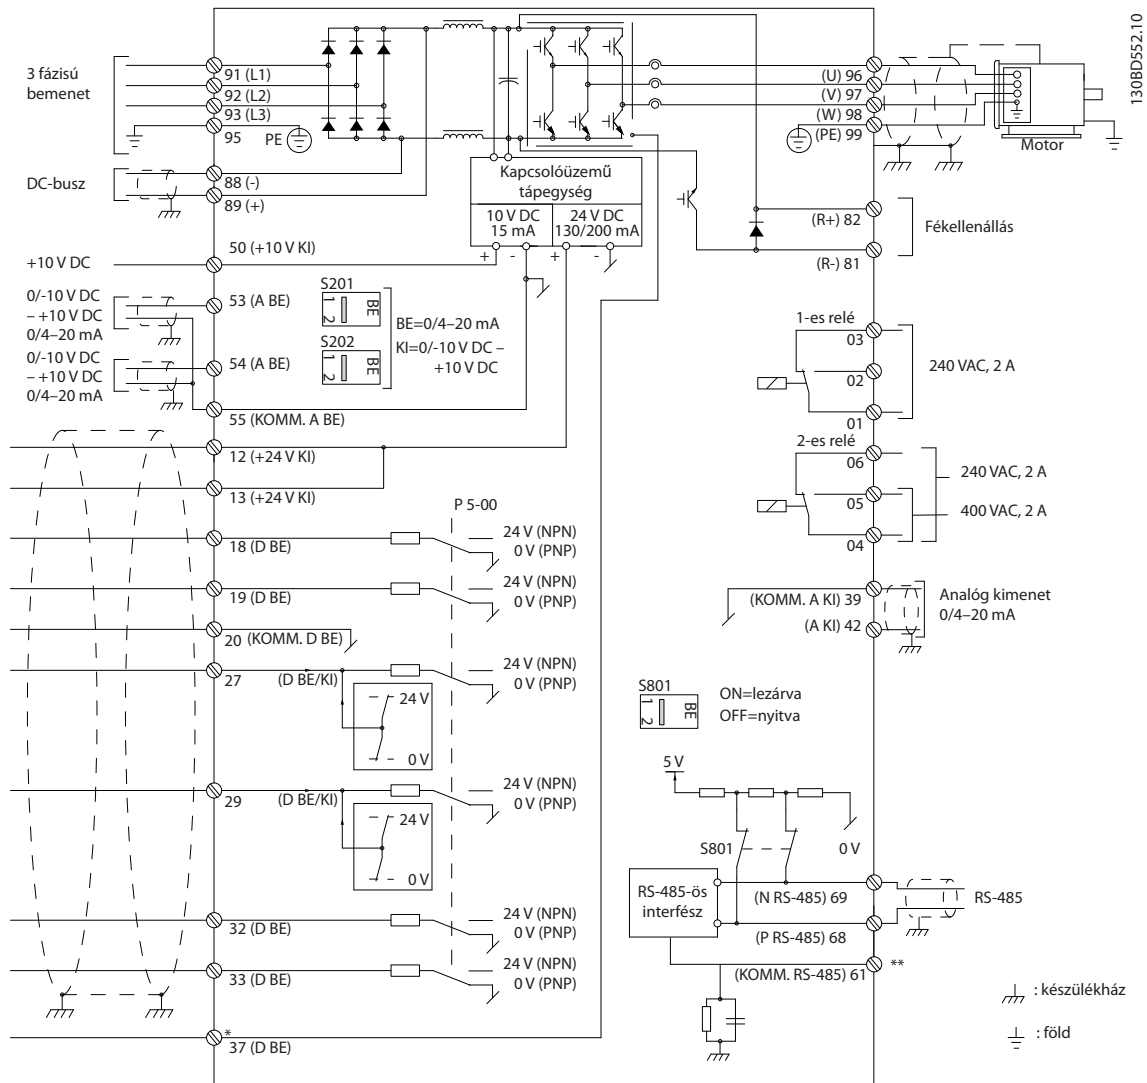 130BD552.10
3 fázisú
bemenet
91 (L1)
92 (L2)
93 (L3)
95
PE
DC-busz
88 (-)
89 (+)
Kapcsolóüzemű
tápegység
10 V DC
15 mA
24 V DC
130/200 mA
+
-
+
-
(U) 96
(V) 97
(W) 98
(PE) 99
Motor
(R+) 82
Fékellenállás
(R-) 81
+10 V DC
50 (+10 V KI)
0/-10 V DC
– +10 V DC
0/4–20 mA
53 (A BE)
0/-10 V DC
– +10 V DC
0/4–20 mA
54 (A BE)
55 (KOMM. A BE)
S201
1
2
BE
S202
1
2
BE
BE=0/4–20 mA
KI=0/-10 V DC –
+10 V DC
1-es relé
03
02
01
240 VAC, 2 A
2-es relé
06
05
04
240 VAC, 2 A
400 VAC, 2 A
12 (+24 V KI)
13 (+24 V KI)
P 5-00
18 (D BE)
24 V (NPN)
0 V (PNP)
19 (D BE)
24 V (NPN)
0 V (PNP)
20 (KOMM. D BE)
27
(D BE/KI)
24 V (NPN)
0 V (PNP)
24 V
0 V
29
(D BE/KI)
24 V (NPN)
0 V (PNP)
24 V
0 V
32 (D BE)
24 V (NPN)
0 V (PNP)
33 (D BE)
24 V (NPN)
0 V (PNP)
*
37 (D BE)
(KOMM. A KI) 39
(A KI) 42
Analóg kimenet
0/4–20 mA
S801
1
2
BE
ON=lezárva
OFF=nyitva
5 V
S801
0 V
RS-485-ös
interfész
(N RS-485) 69
(P RS-485) 68
RS-485
(KOMM. RS-485) 61
**
: készülékház
: föld